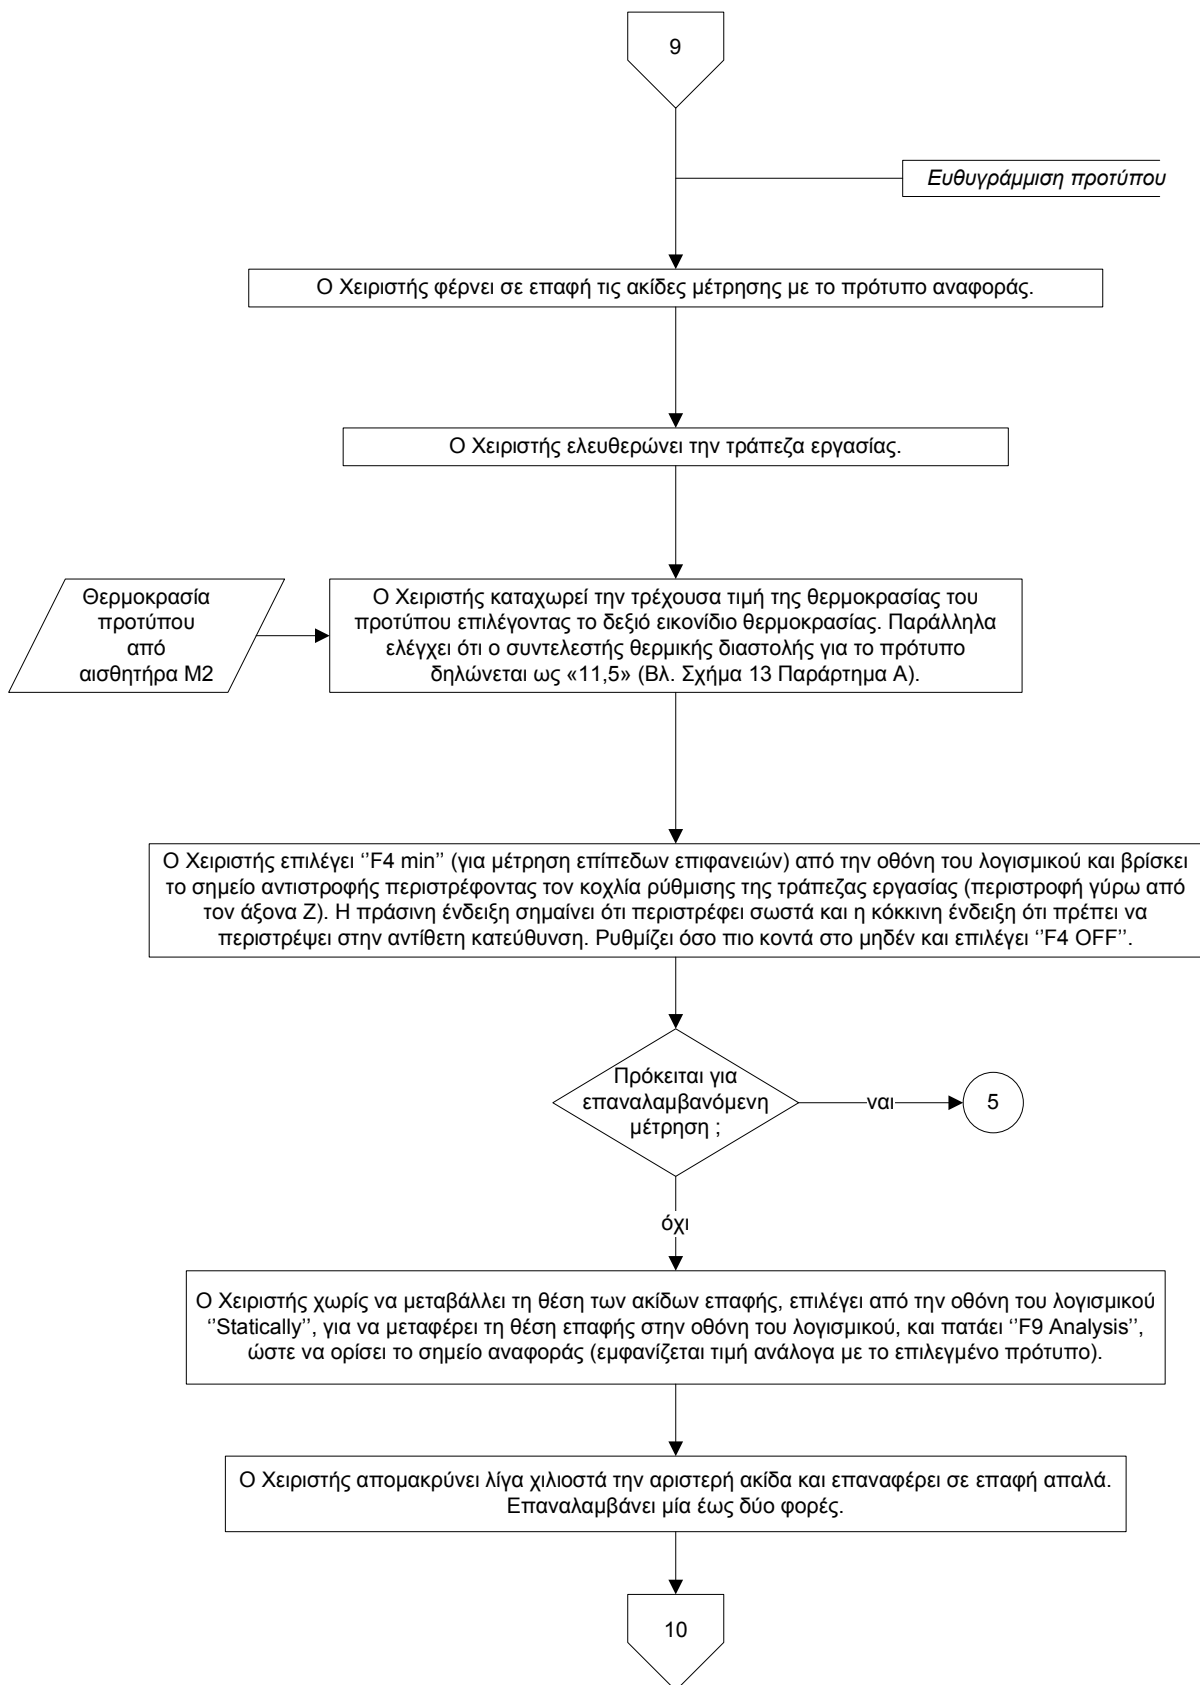 9
Ευθυγράμμιση προτύπου
Ο Χειριστής φέρνει σε επαφή τις ακίδες μέτρησης με το πρότυπο αναφοράς.
Ο Χειριστής ελευθερώνει την τράπεζα εργασίας.
Θερμοκρασία
προτύπου
από
αισθητήρα M2
Ο Χειριστής καταχωρεί την τρέχουσα τιμή της θερμοκρασίας του
προτύπου επιλέγοντας το δεξιό εικονίδιο θερμοκρασίας. Παράλληλα
ελέγχει ότι ο συντελεστής θερμικής διαστολής για το πρότυπο
δηλώνεται ως «11,5» (Βλ. Σχήμα 13 Παράρτημα Α).
Ο Χειριστής επιλέγει ‘’F4 min’’ (για μέτρηση επίπεδων επιφανειών) από την οθόνη του λογισμικού και βρίσκει
το σημείο αντιστροφής περιστρέφοντας τον κοχλία ρύθμισης της τράπεζας εργασίας (περιστροφή γύρω από
τον άξονα Ζ). Η πράσινη ένδειξη σημαίνει ότι περιστρέφει σωστά και η κόκκινη ένδειξη ότι πρέπει να
περιστρέψει στην αντίθετη κατεύθυνση. Ρυθμίζει όσο πιο κοντά στο μηδέν και επιλέγει ‘’F4 OFF’’.
Πρόκειται για
επαναλαμβανόμενη
μέτρηση ;
ναι
5
όχι
Ο Χειριστής χωρίς να μεταβάλλει τη θέση των ακίδων επαφής, επιλέγει από την οθόνη του λογισμικού
‘’Statically’’, για να μεταφέρει τη θέση επαφής στην οθόνη του λογισμικού, και πατάει ‘’F9 Analysis’’,
ώστε να ορίσει το σημείο αναφοράς (εμφανίζεται τιμή ανάλογα με το επιλεγμένο πρότυπο).
Ο Χειριστής απομακρύνει λίγα χιλιοστά την αριστερή ακίδα και επαναφέρει σε επαφή απαλά.
Επαναλαμβάνει μία έως δύο φορές.
10